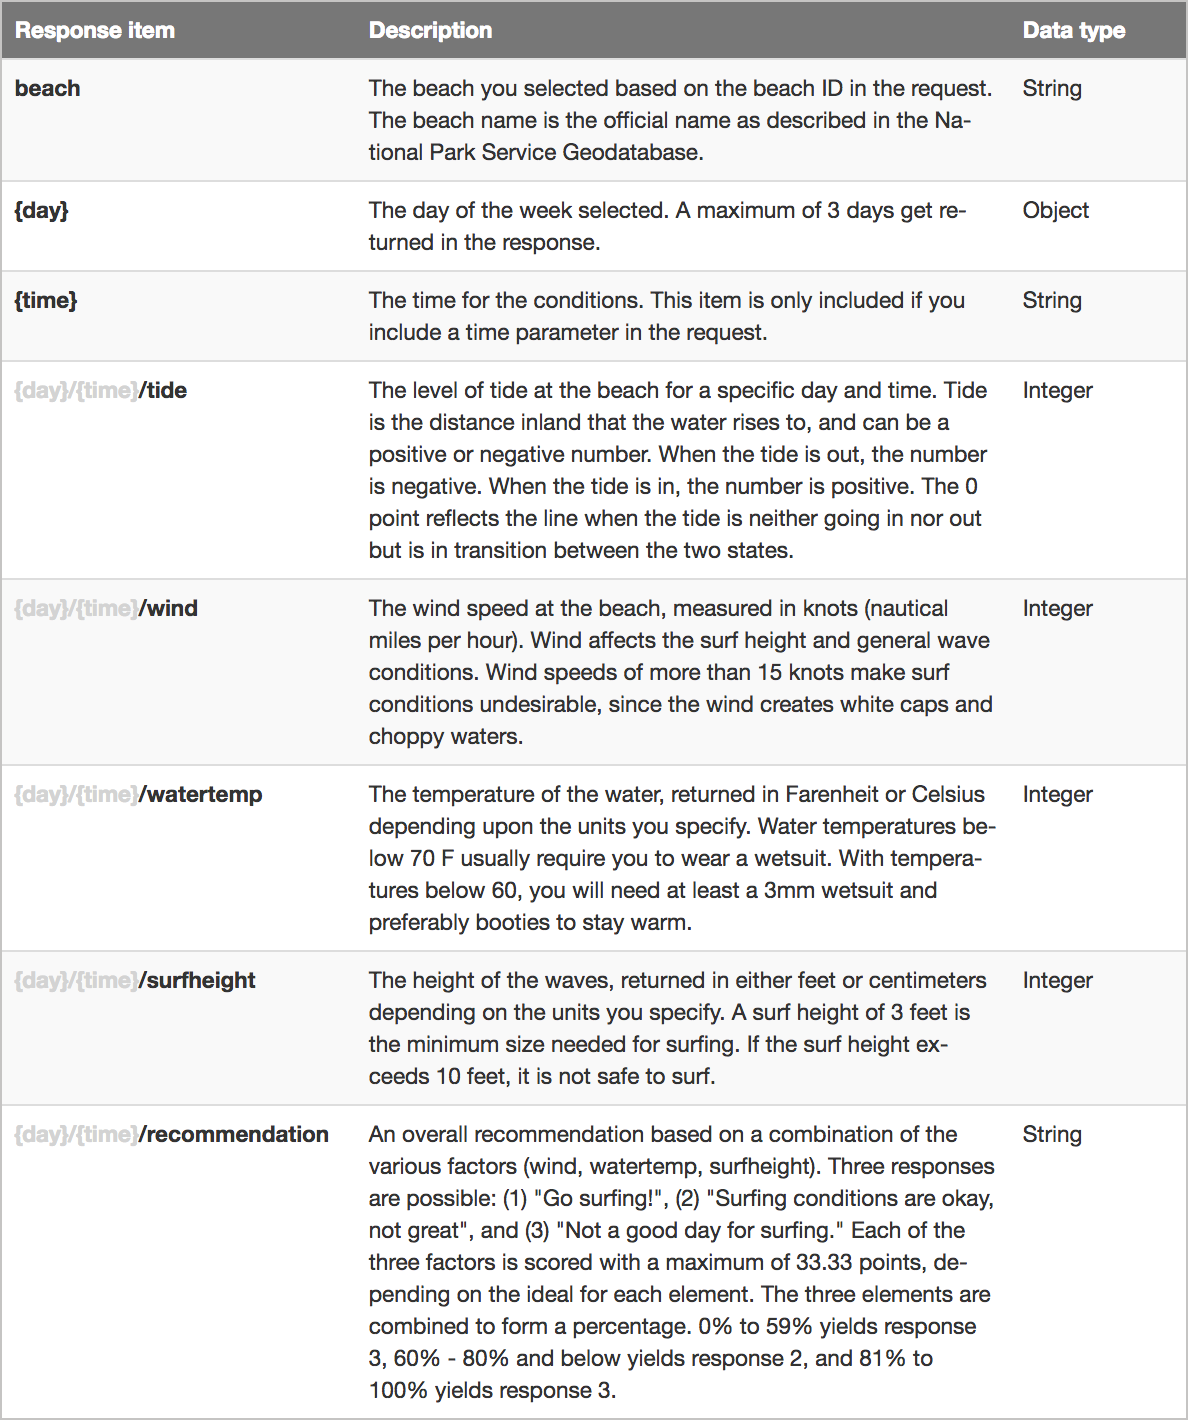 Response item Description Data type
beach The beach you selected based on the beach ID in the request. String
The beach name is the official name as described in the Na-
tional Park Service Geodatabase.
{day} The day of the week selected. A maximum of 3 days get re- Object
turned in the response.
{time} The time for the conditions. This item is only included if you String
include a time parameter in the request.
{day}/{time}/tide The level of tide at the beach for a specific day and time. Tide Integer
is the distance inland that the water rises to, and can be a
positive or negative number. When the tide is out, the number
is negative. When the tide is in, the number is positive. The 0
point reflects the line when the tide is neither going in nor out
but is in transition between the two states.
{day}/{time}/wind The wind speed at the beach, measured in knots (nautical Integer
miles per hour). Wind affects the surf height and general wave
conditions. Wind speeds of more than 15 knots make surf
conditions undesirable, since the wind creates white caps and
choppy waters.
{day}/{time}/watertemp The temperature of the water, returned in Farenheit or Celsius Integer
depending upon the units you specify. Water temperatures be-
low 70 F usually require you to wear a wetsuit. With tempera-
tures below 60, you will need at least a 3mm wetsuit and
preferably booties to stay warm.
{day}/{time}/surfheight The height of the waves, returned in either feet or centimeters Integer
depending on the units you specify. A surf height of 3 feet is
the minimum size needed for surfing. If the surf height ex-
ceeds 10 feet, it is not safe to surf.
{day}/{time}/recommendation An overall recommendation based on a combination of the String
various factors (wind, watertemp, surfheight). Three responses
are possible: (1) "Go surfing!", (2) "Surfing conditions are okay,
not great", and (3) "Not a good day for surfing." Each of the
three factors is scored with a maximum of 33.33 points, de-
pending on the ideal for each element. The three elements are
combined to form a percentage. 0% to 59% yields response
3, 60% - 80% and below yields response 2, and 81% to
100% yields response 3.